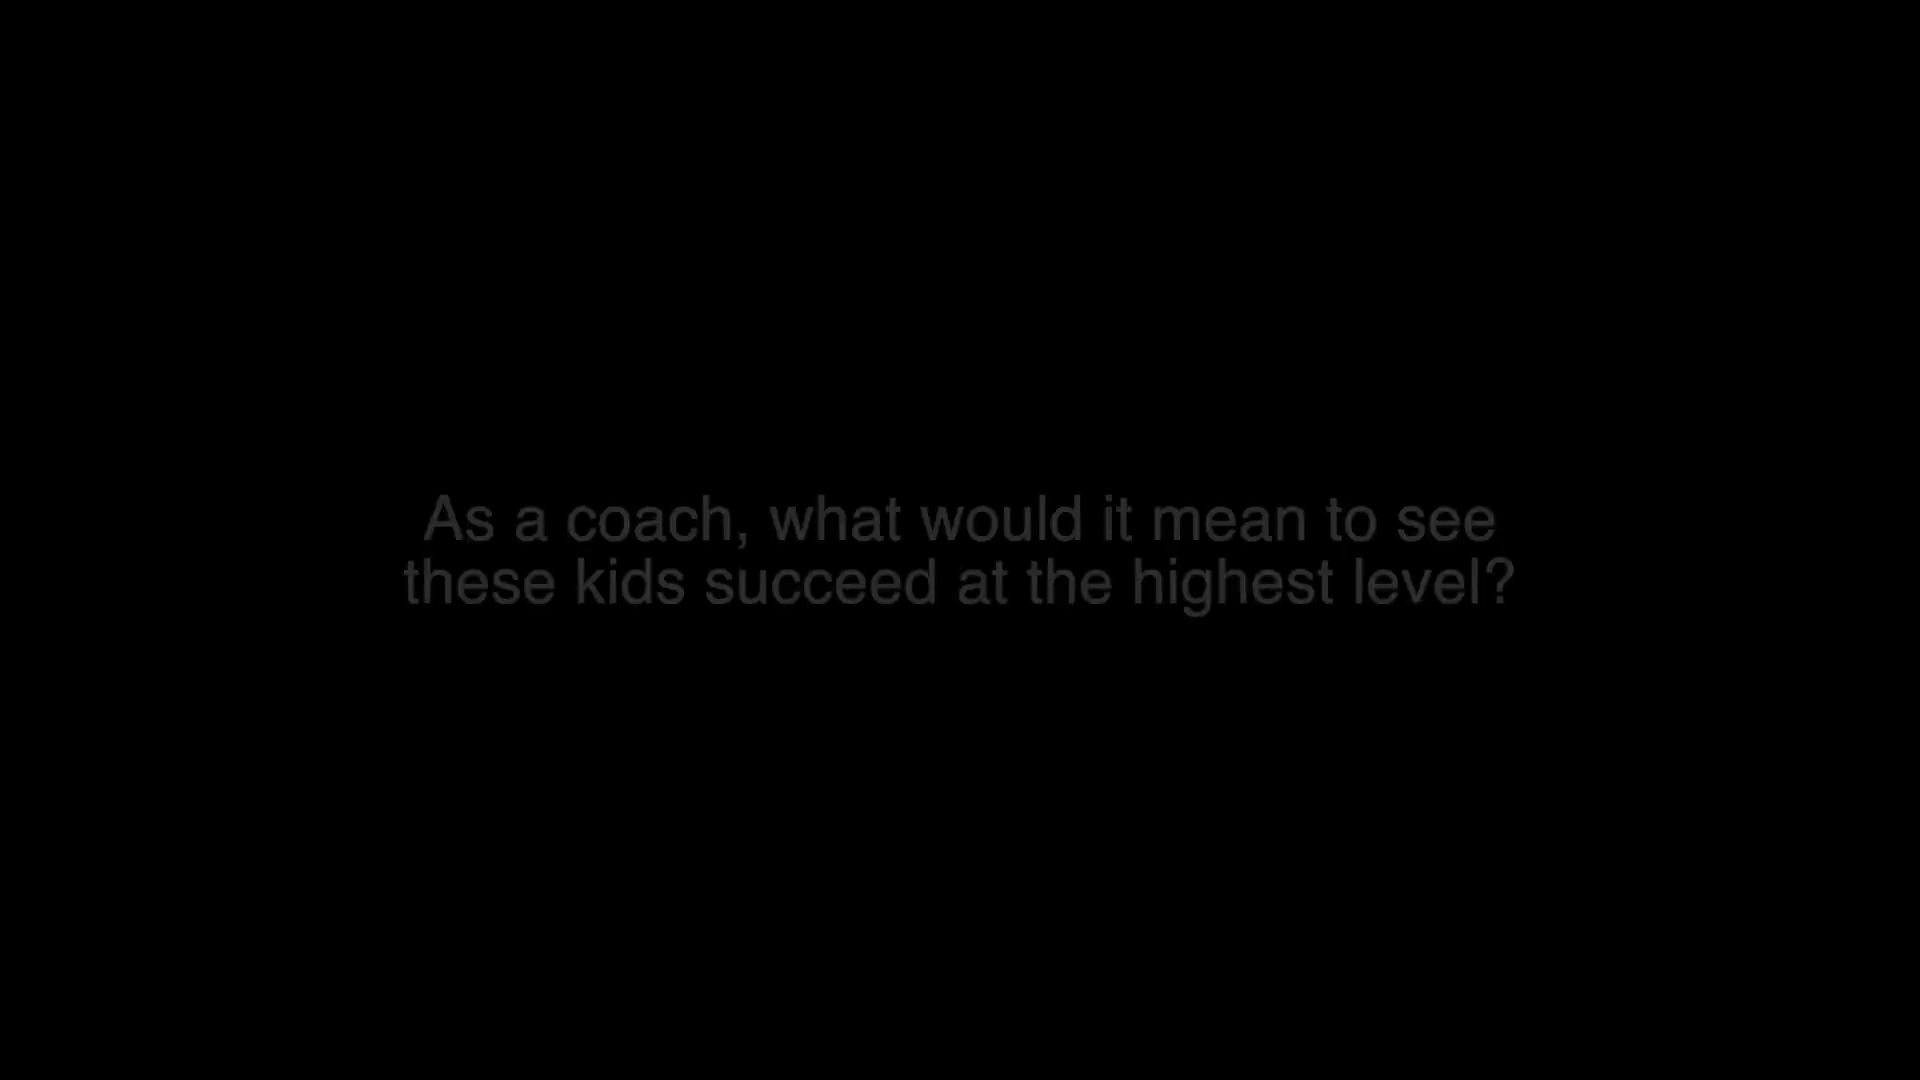 As a coach, what would it mean to see
these kids succeed at the highest level?